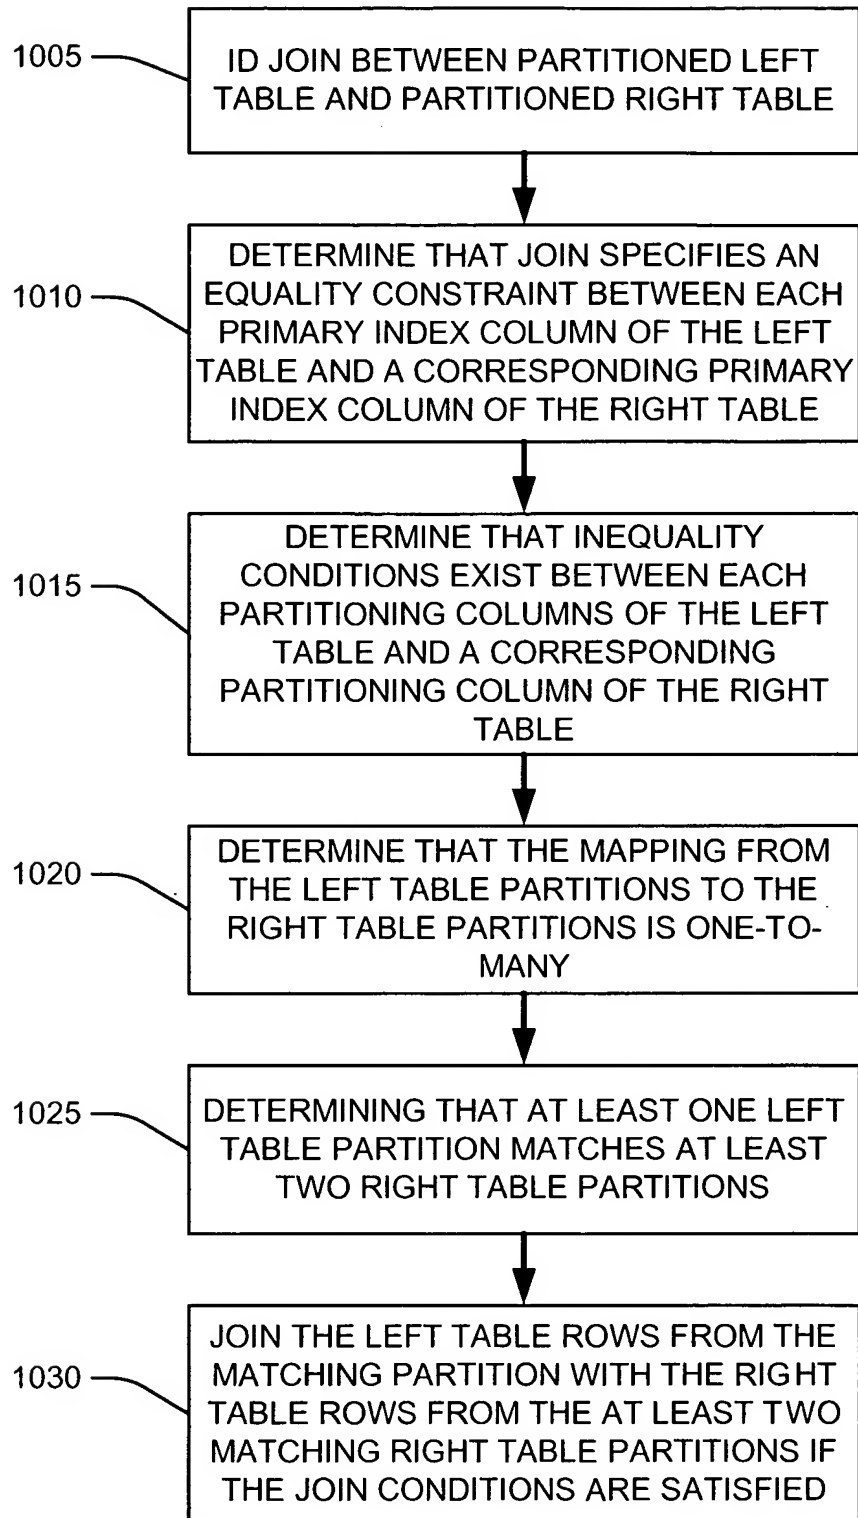 1005
ID JOIN BETWEEN PARTITIONED LEFT
TABLE AND PARTITIONED RIGHT TABLE
1010
DETERMINE THAT JOIN SPECIFIES AN
EQUALITY CONSTRAINT BETWEEN EACH
PRIMARY INDEX COLUMN OF THE LEFT
TABLE AND A CORRESPONDING PRIMARY
INDEX COLUMN OF THE RIGHT TABLE
1015
DETERMINE THAT INEQUALITY
CONDITIONS EXIST BETWEEN EACH
PARTITIONING COLUMNS OF THE LEFT
TABLE AND A CORRESPONDING
PARTITIONING COLUMN OF THE RIGHT
TABLE
1020
DETERMINE THAT THE MAPPING FROM
THE LEFT TABLE PARTITIONS TO THE
RIGHT TABLE PARTITIONS IS ONE-TO-
MANY
1025
DETERMINING THAT AT LEAST ONE LEFT
TABLE PARTITION MATCHES AT LEAST
TWO RIGHT TABLE PARTITIONS
1030
JOIN THE LEFT TABLE ROWS FROM THE
MATCHING PARTITION WITH THE RIGHT
TABLE ROWS FROM THE AT LEAST TWO
MATCHING RIGHT TABLE PARTITIONS IF
THE JOIN CONDITIONS ARE SATISFIED